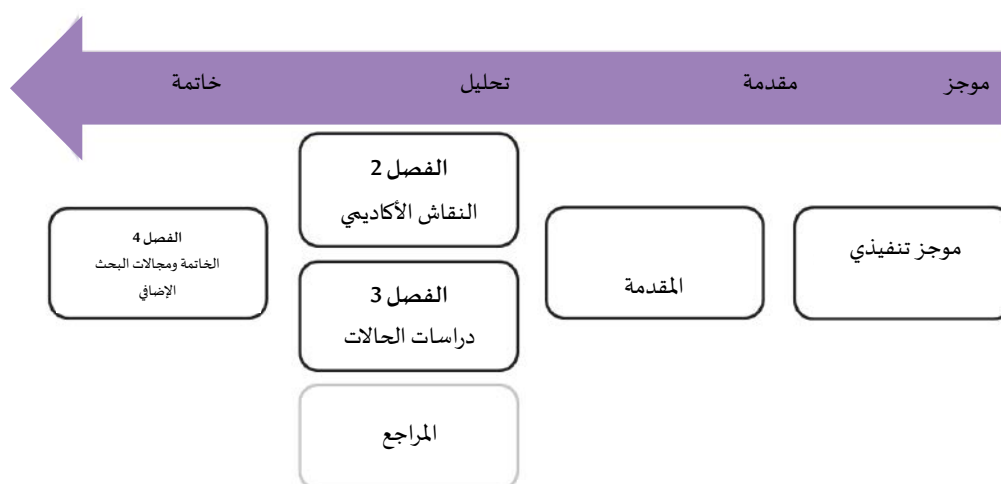 موجز
مقدمة
تحليل
خاتمة
موجز تنفيذي
المقدمة
الفصل 2
النقاش الأكاديمي
الفصل 3
دراسات الحالات
المراجع
الفصل 4
الخاتمة ومجالات البحث
الإضافي